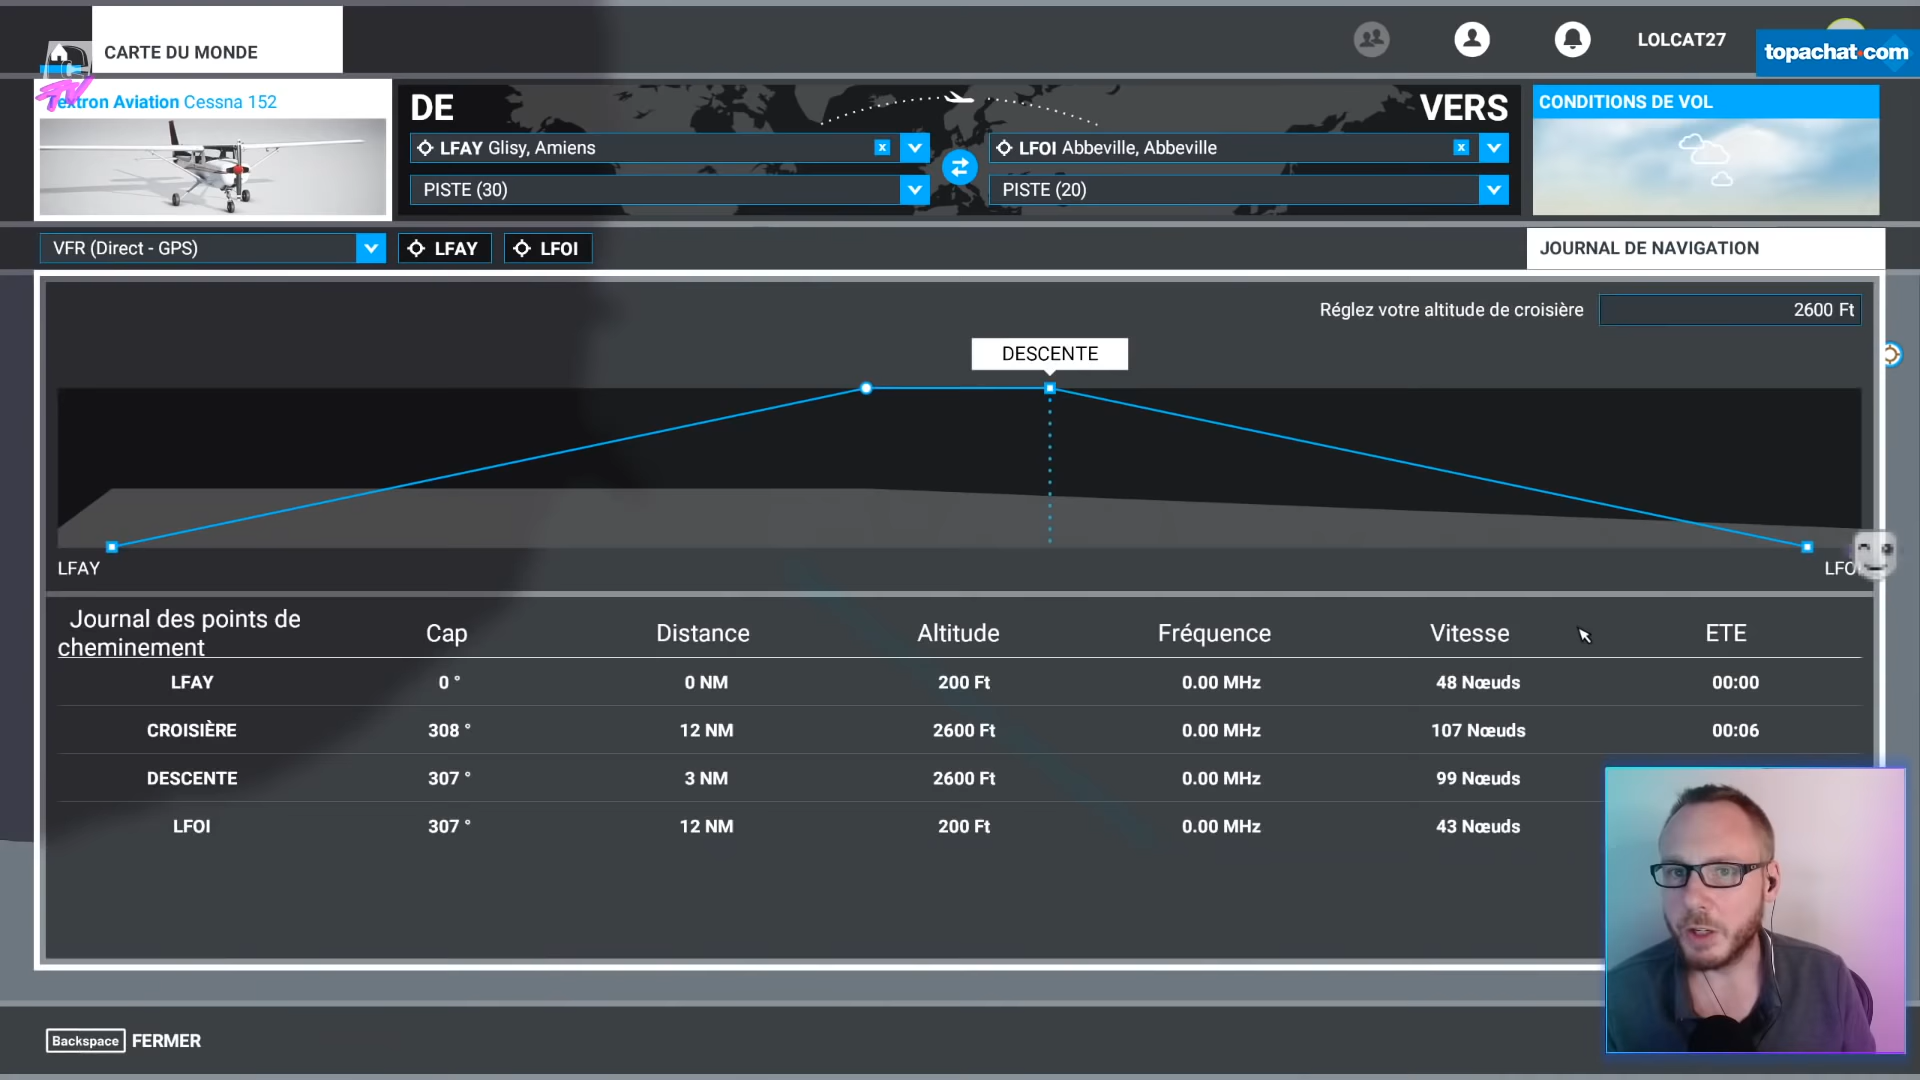 CARTE DU MONDE
LOLCAT27
topachat.com
Textron Aviation Cessna 152
DE
VERS
CONDITIONS DE VOL
LFAY Glisy, Amiens
x
LFOI Abbeville, Abbeville
x
PISTE (30)
PISTE (20)
VFR (Direct - GPS)
LFAY
LFOI
JOURNAL DE NAVIGATION
Réglez votre altitude de croisière
2600 Ft
DESCENTE
LFAY
Journal des points de cheminement
Cap
Distance
Altitude
Fréquence
Vitesse
ETE
LFAY 0 ° 0 NM 200 Ft 0.00 MHz 48 Nœuds 00:00
CROISIÈRE 308 ° 12 NM 2600 Ft 0.00 MHz 107 Nœuds 00:06
DESCENTE 307 ° 3 NM 2600 Ft 0.00 MHz 99 Nœuds
LFOI 307 ° 12 NM 200 Ft 0.00 MHz 43 Nœuds
Backspace FERMER